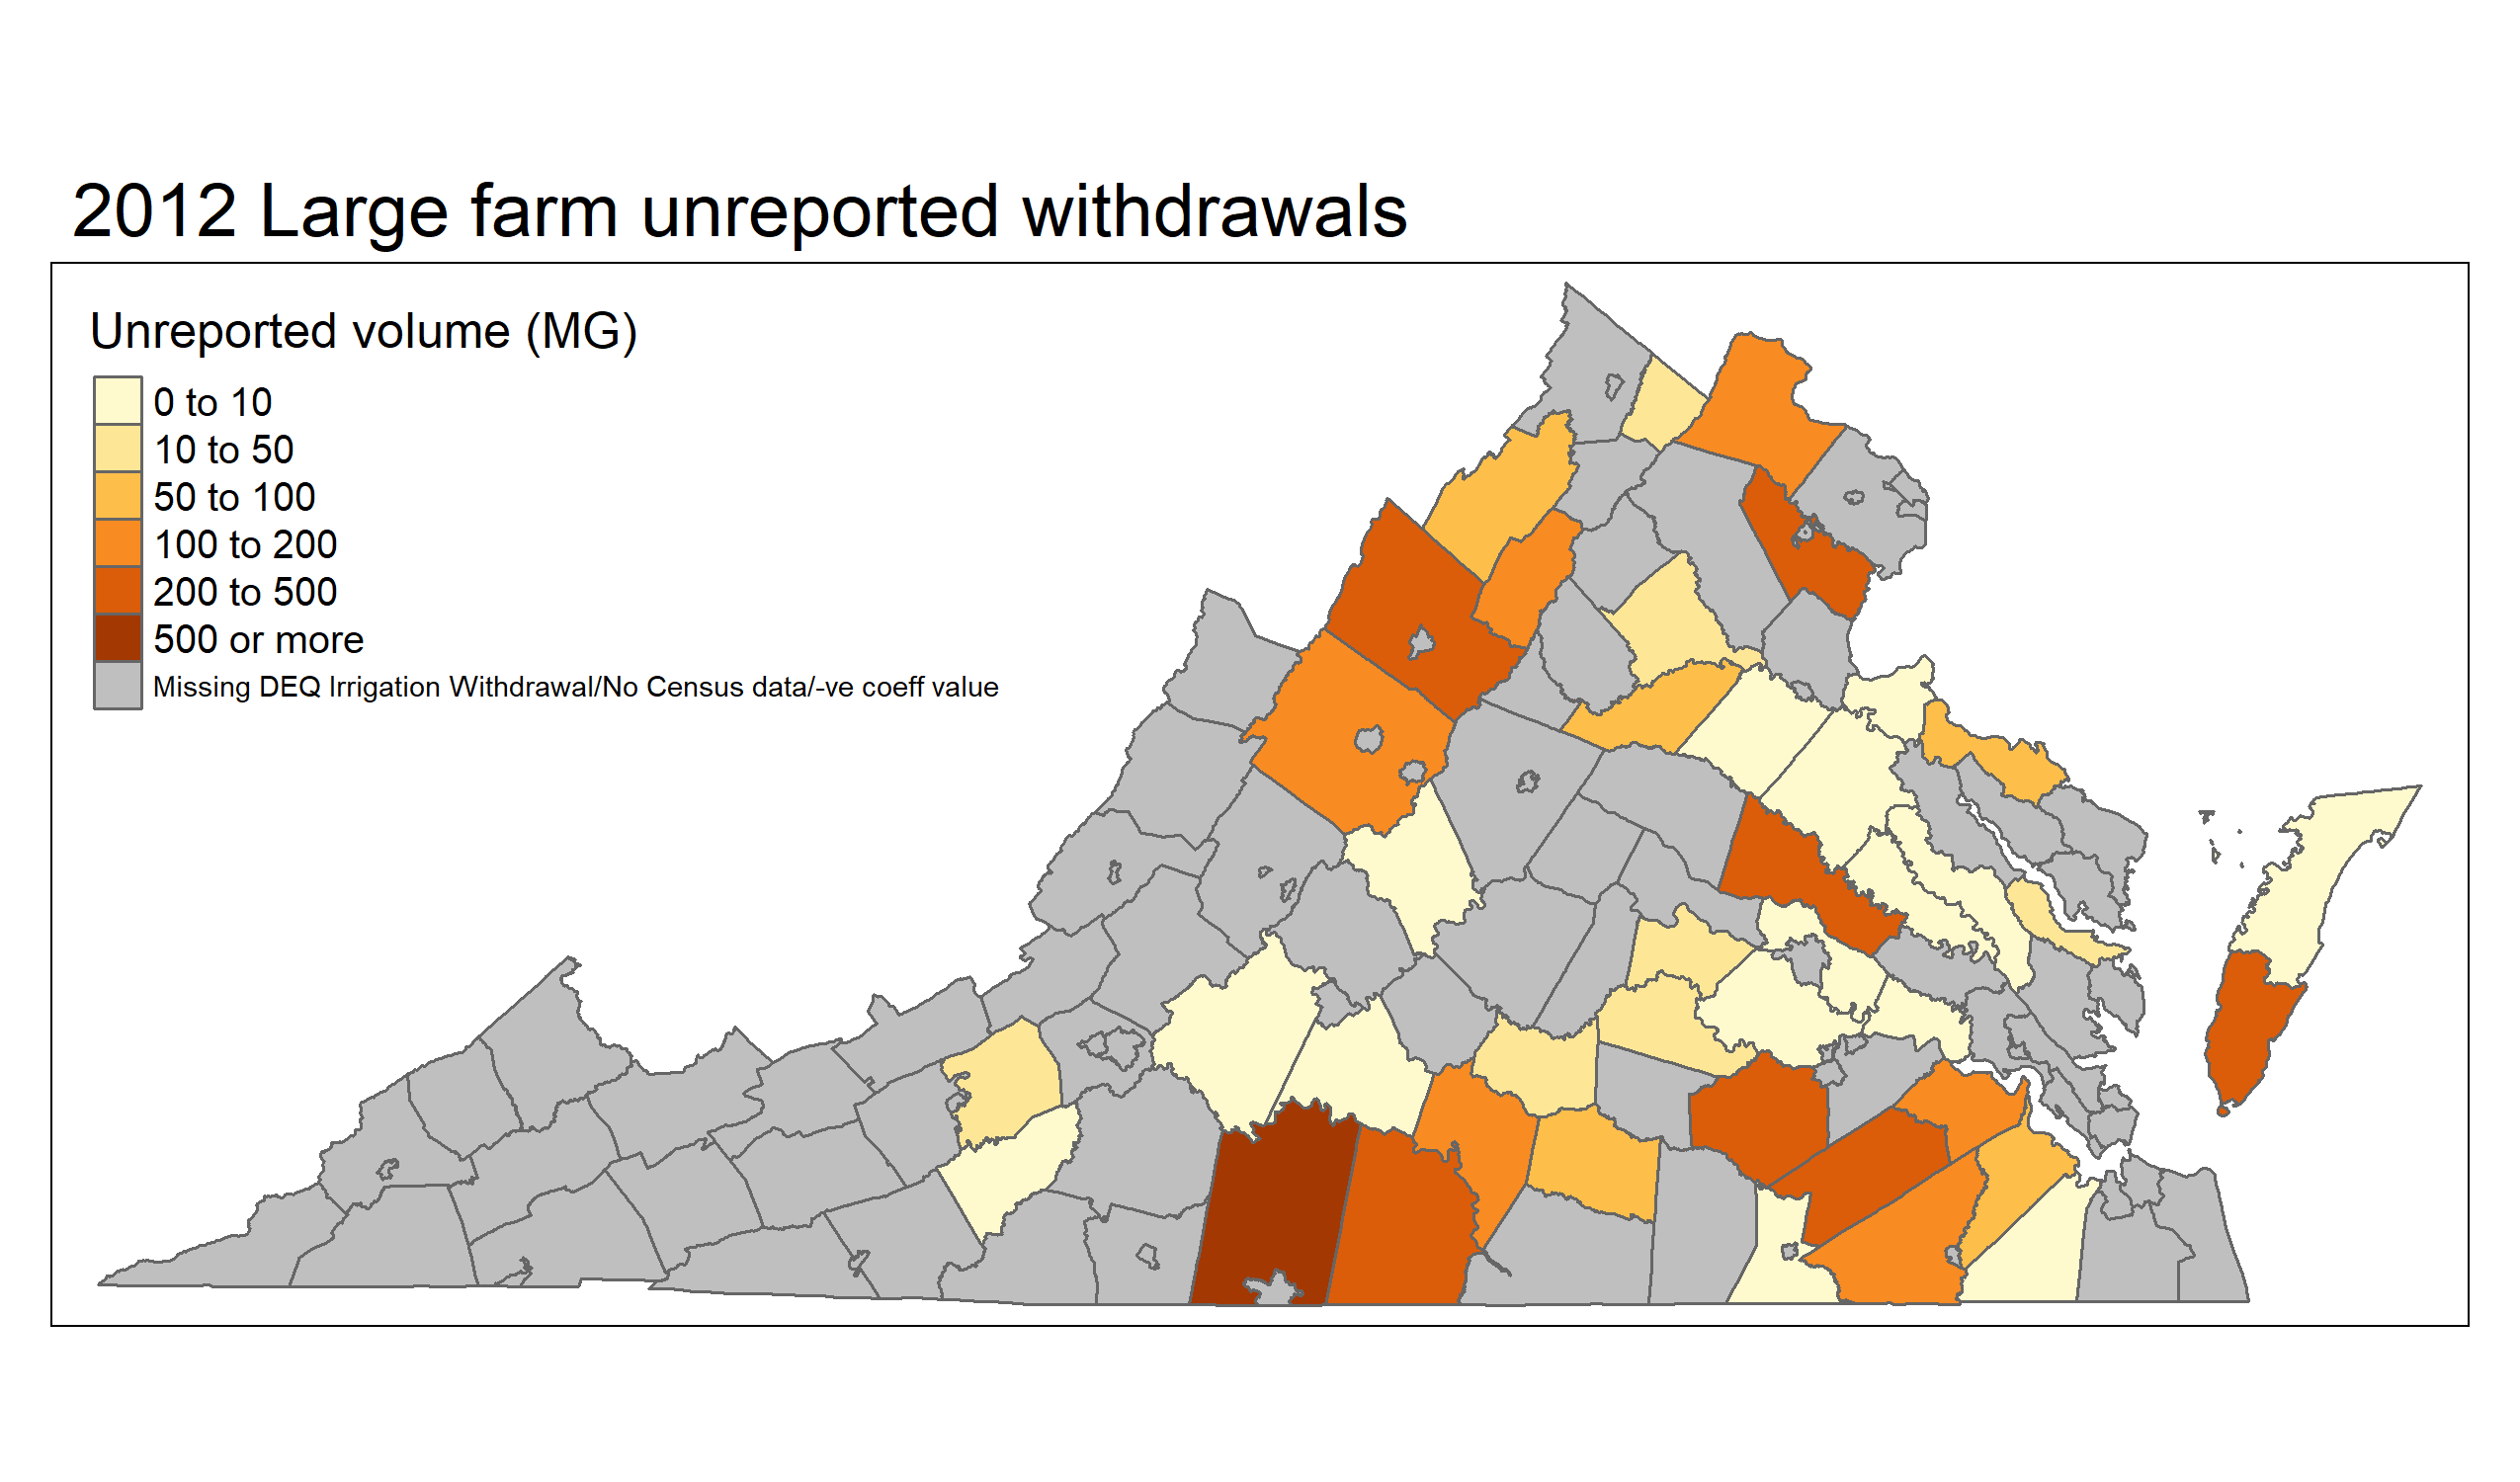 2012 Large farm unreported withdrawals
Unreported volume (MG)
0 to 10
10 to 50
50 to 100
100 to 200
200 to 500
500 or more
Missing DEQ Irrigation Withdrawal/No Census data/-ve coeff value